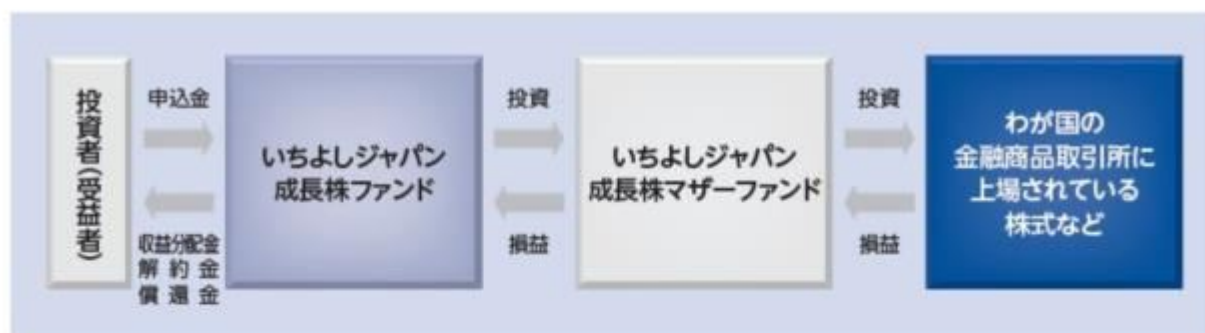 投資者(受益者)
申込金
収益分配金
解約金
償還金
いちよしジャパン
成長株ファンド
投資
損益
いちよしジャパン
成長株マザーファンド
投資
損益
わが国の
金融商品取引所に
上場されている
株式など